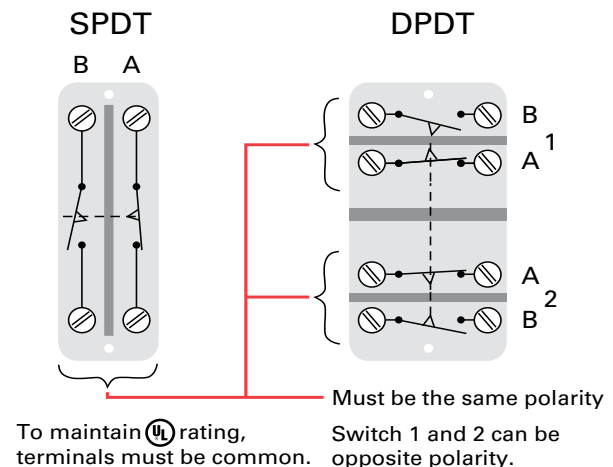 SPDT
DPDT
B A
B
1
A
A
2
B
Must be the same polarity
To maintain UL rating,
terminals must be common.
Switch 1 and 2 can be
opposite polarity.